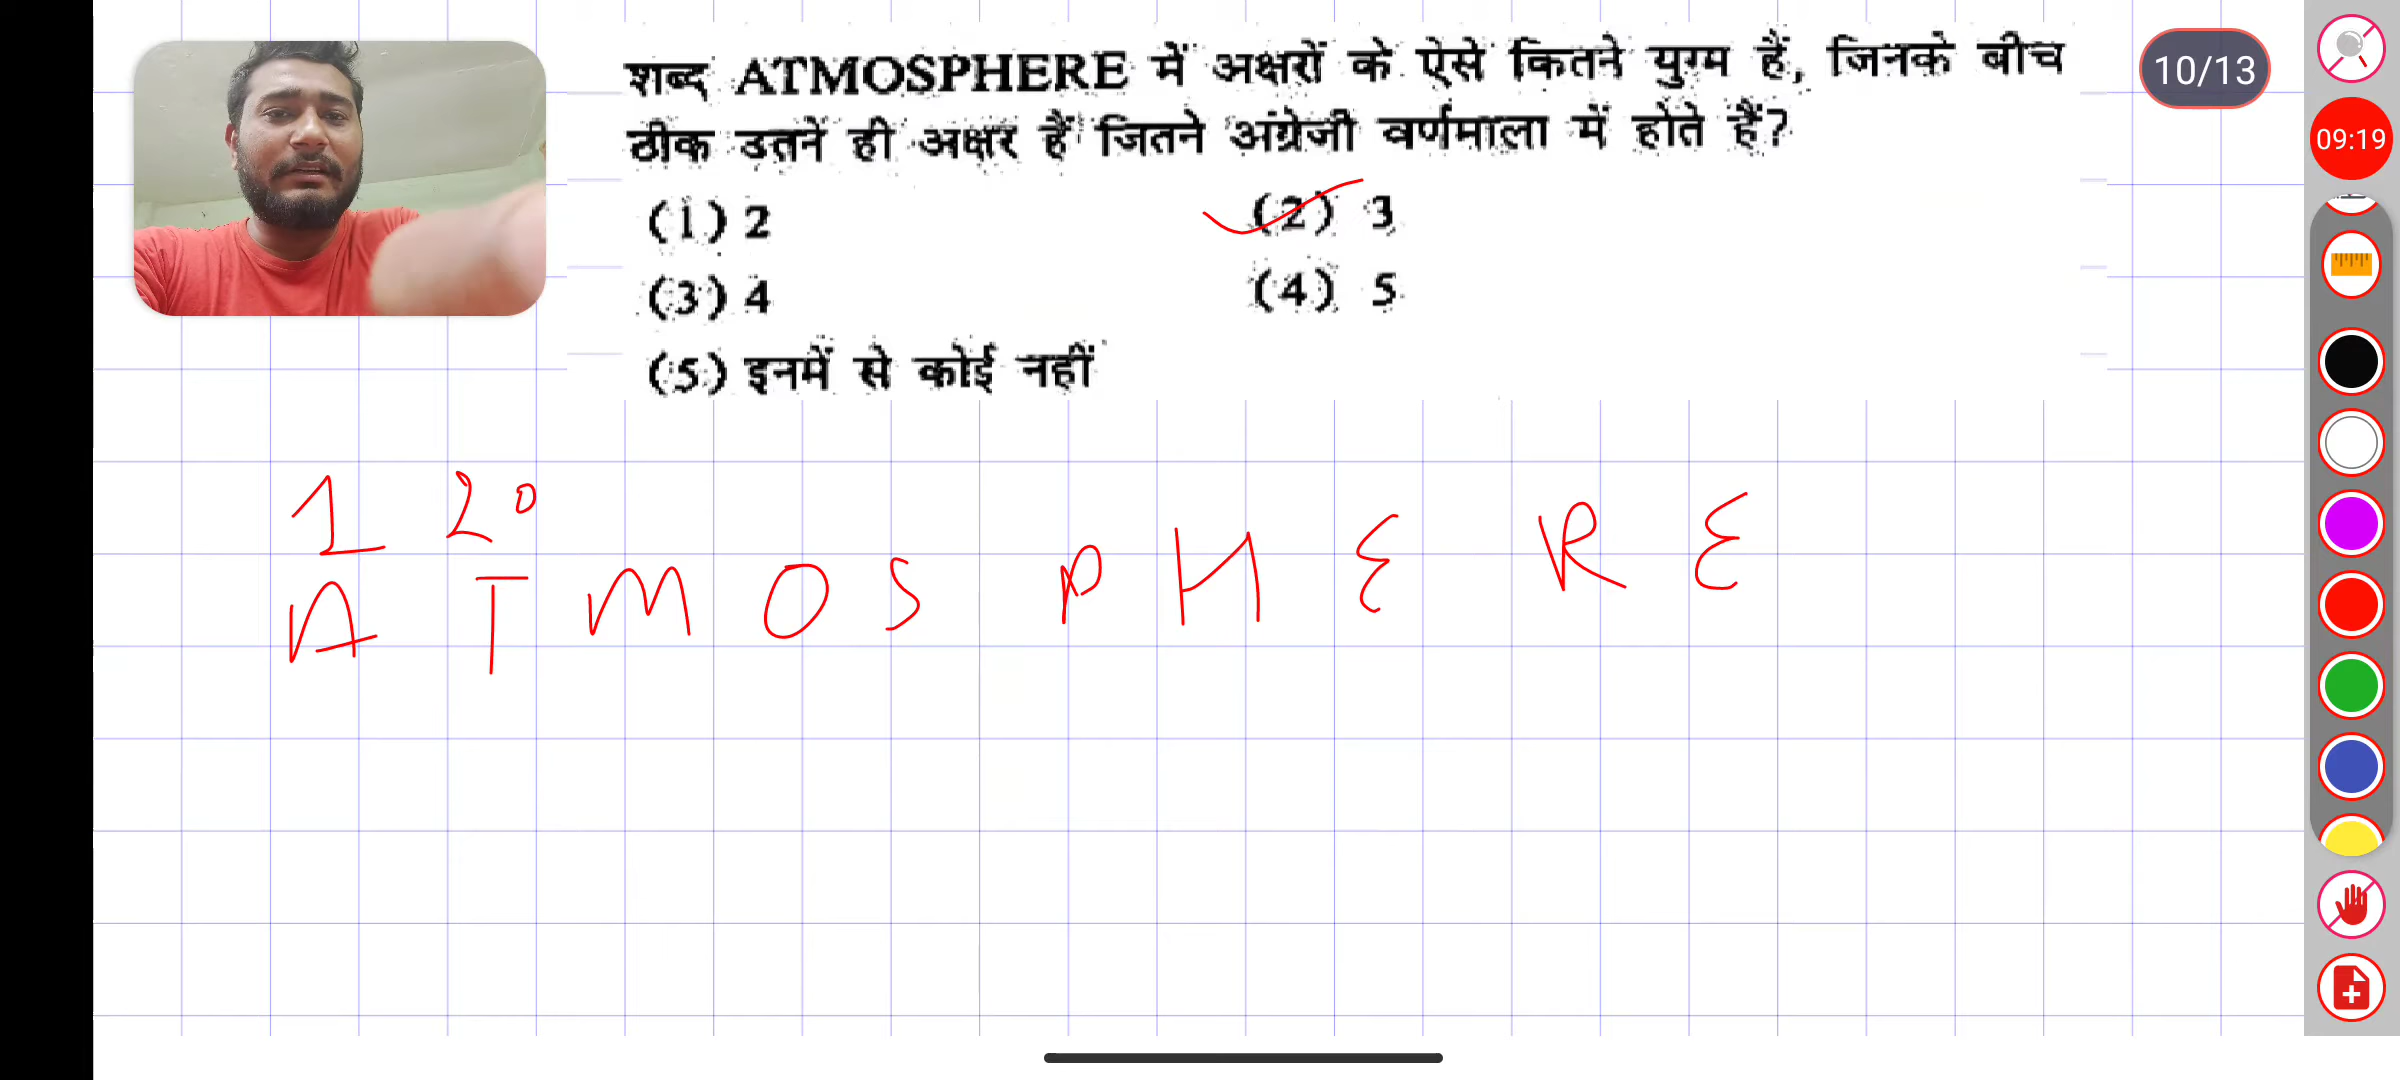 शब्द ATMOSPHERE में अक्षरों के ऐसे कितने युग्म हैं, जिनके बीच
10/13
ठीक उतने ही अक्षर हैं जितने अंग्रेजी वर्णमाला में होते हैं?
09:19
(1) 2
(2) 3
(3) 4
(4) 5
(5) इनमें से कोई नहीं
1 20
A T M O S P H E R E